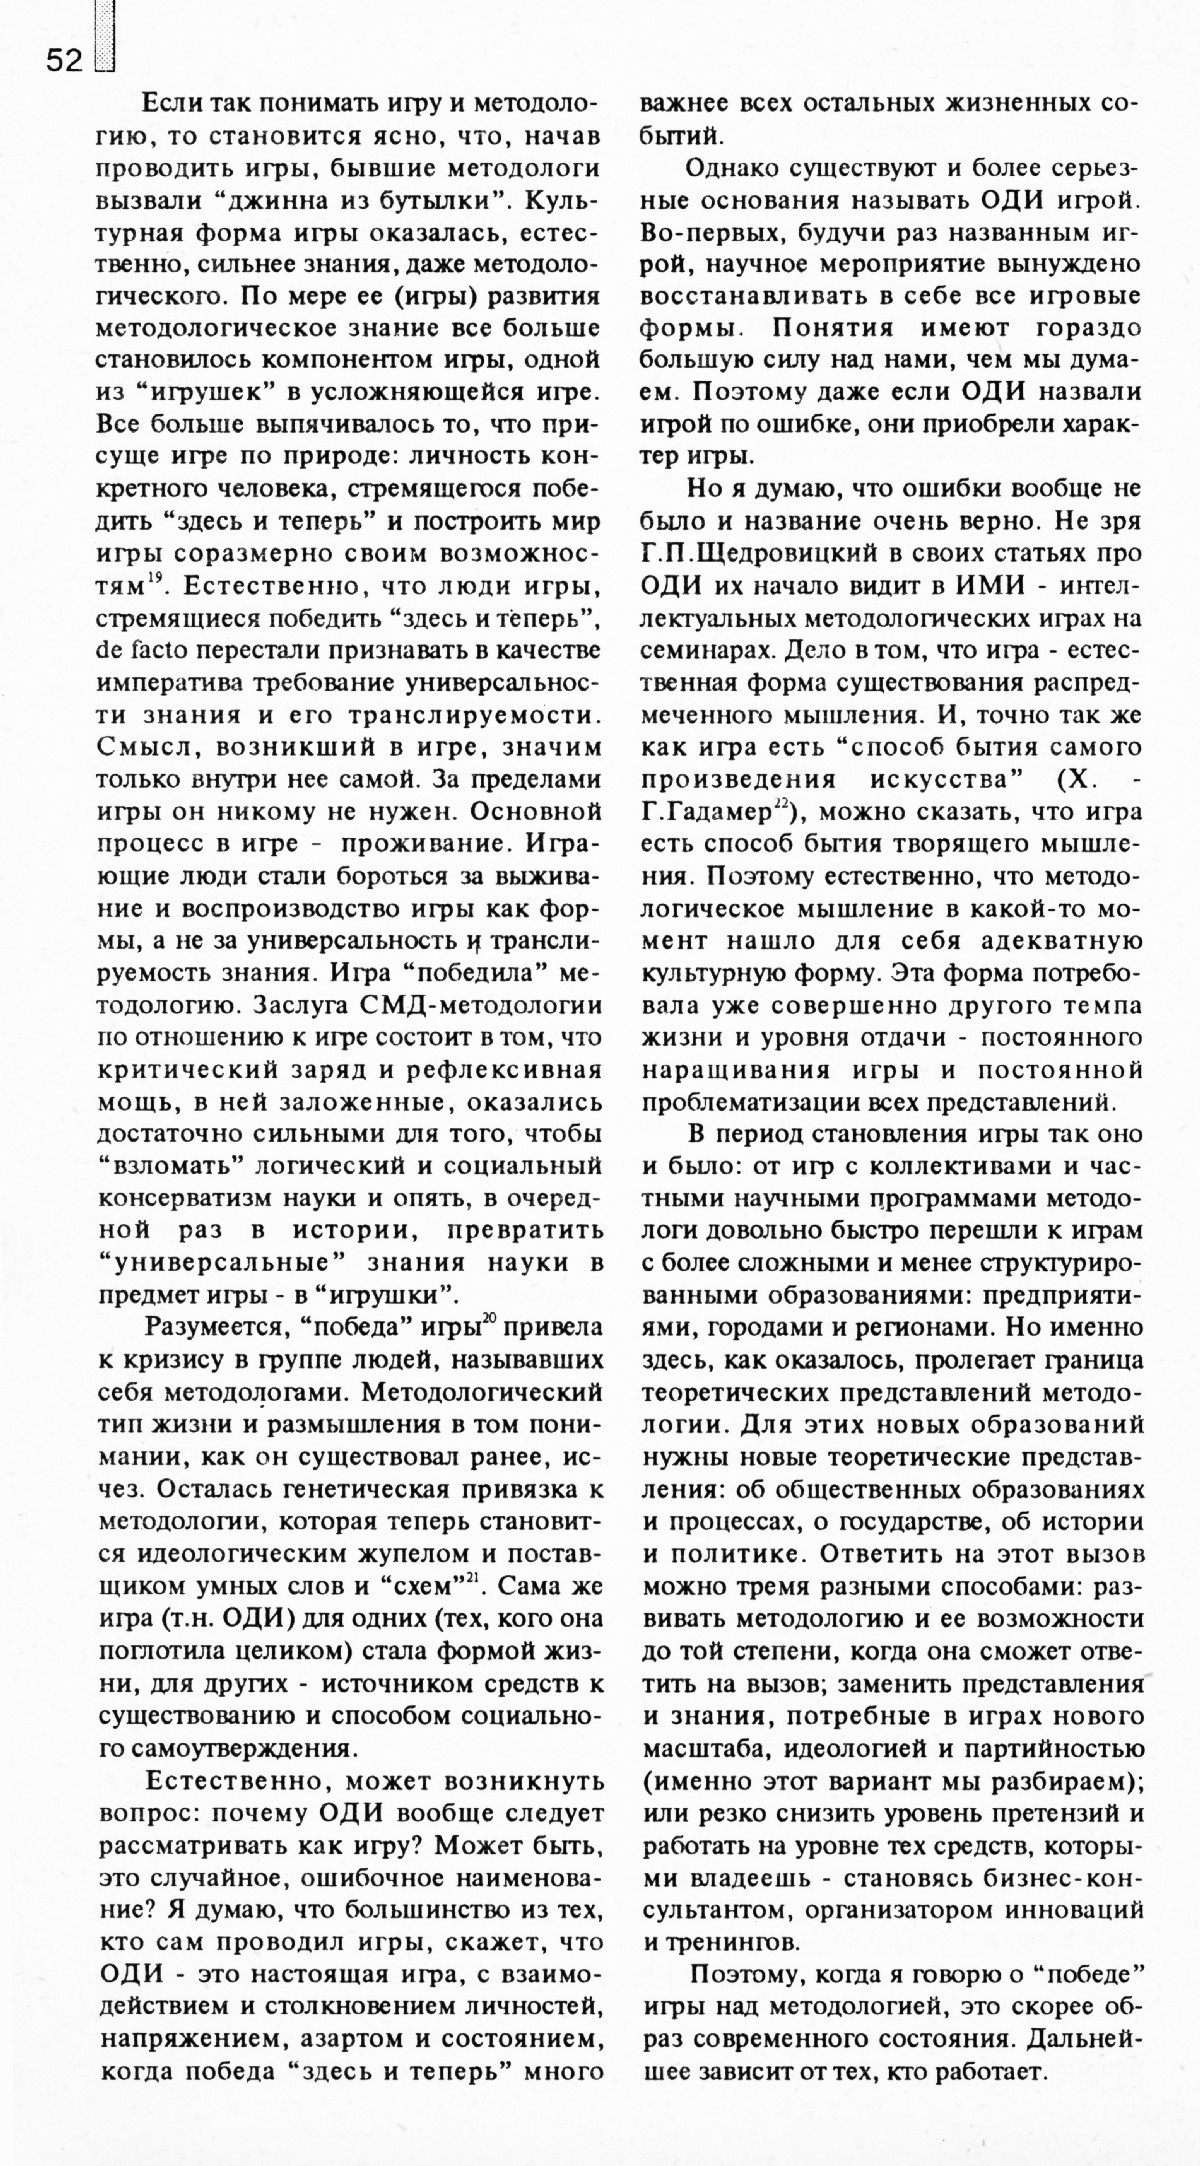 52
Если так понимать игру и методоло-
гию, то становится ясно, что, начав
проводить игры, бывшие методологи
вызвали “джинна из бутылки”. Куль-
турная форма игры оказалась, естес-
твенно, сильнее знания, даже методоло-
гического. По мере ее (игры) развития
методологическое знание все больше
становилось компонентом игры, одной
из “игрушек” в усложняющейся игре.
Все больше выпячивалось то, что при-
суще игре по природе: личность кон-
кретного человека, стремящегося побе-
дить “здесь и теперь” и построить мир
игры соразмерно своим возможнос-
тям¹⁹. Естественно, что люди игры,
стремящиеся победить “здесь и теперь”,
de facto перестали признавать в качестве
императива требование универсальнос-
ти знания и его транслируемости.
Смысл, возникший в игре, значим
только внутри нее самой. За пределами
игры он никому не нужен. Основной
процесс в игре - проживание. Игра-
ющие люди стали бороться за выжива-
ние и воспроизводство игры как фор-
мы, а не за универсальность и трансли-
руемость знания. Игра “победила” ме-
тодологию. Заслуга СМД-методологии
по отношению к игре состоит в том, что
критический заряд и рефлексивная
мощь, в ней заложенные, оказались
достаточно сильными для того, чтобы
“взломать” логический и социальный
консерватизм науки и опять, в очеред-
ной раз в истории, превратить
“универсальные” знания науки в
предмет игры - в “игрушки”.
Разумеется, “победа” игры²⁰ привела
к кризису в группе людей, называвших
себя методологами. Методологический
тип жизни и размышления в том пони-
мании, как он существовал ранее, ис-
чез. Осталась генетическая привязка к
методологии, которая теперь становит-
ся идеологическим жупелом и постав-
щиком умных слов и “схем”²¹. Сама же
игра (т.н. ОДИ) для одних (тех, кого она
поглотила целиком) стала формой жиз-
ни, для других - источником средств к
существованию и способом социально-
го самоутверждения.
Естественно, может возникнуть
вопрос: почему ОДИ вообще следует
рассматривать как игру? Может быть,
это случайное, ошибочное наименова-
ние? Я думаю, что большинство из тех,
кто сам проводил игры, скажет, что
ОДИ - это настоящая игра, с взаимо-
действием и столкновением личностей,
напряжением, азартом и состоянием,
когда победа “здесь и теперь” много
важнее всех остальных жизненных со-
бытий.
Однако существуют и более серьез-
ные основания называть ОДИ игрой.
Во-первых, будучи раз названным иг-
рой, научное мероприятие вынуждено
восстанавливать в себе все игровые
формы. Понятия имеют гораздо
большую силу над нами, чем мы дума-
ем. Поэтому даже если ОДИ назвали
игрой по ошибке, они приобрели харак-
тер игры.
Но я думаю, что ошибки вообще не
было и название очень верно. Не зря
Г.П.Щедровицкий в своих статьях про
ОДИ их начало видит в ИМИ - интел-
лектуальных методологических играх на
семинарах. Дело в том, что игра - естес-
твенная форма существования распред-
меченного мышления. И, точно так же
как игра есть “способ бытия самого
произведения искусства” (Х. -
Г.Гадамер²²), можно сказать, что игра
есть способ бытия творящего мышле-
ния. Поэтому естественно, что методо-
логическое мышление в какой-то мо-
мент нашло для себя адекватную
культурную форму. Эта форма потребо-
вала уже совершенно другого темпа
жизни и уровня отдачи - постоянного
наращивания игры и постоянной
проблематизации всех представлений.
В период становления игры так оно
и было: от игр с коллективами и час-
тными научными программами методо-
логи довольно быстро перешли к играм
с более сложными и менее структуриро-
ванными образованиями: предприяти-
ями, городами и регионами. Но именно
здесь, как оказалось, пролегает граница
теоретических представлений методо-
логии. Для этих новых образований
нужны новые теоретические представ-
ления: об общественных образованиях
и процессах, о государстве, об истории
и политике. Ответить на этот вызов
можно тремя разными способами: раз-
вивать методологию и ее возможности
до той степени, когда она сможет отве-
тить на вызов; заменить представления
и знания, потребные в играх нового
масштаба, идеологией и партийностью
(именно этот вариант мы разбираем);
или резко снизить уровень претензий и
работать на уровне тех средств, которы-
ми владеешь - становясь бизнес-кон-
сультантом, организатором инноваций
и тренингов.
Поэтому, когда я говорю о “победе”
игры над методологией, это скорее об-
раз современного состояния. Дальней-
шее зависит от тех, кто работает.